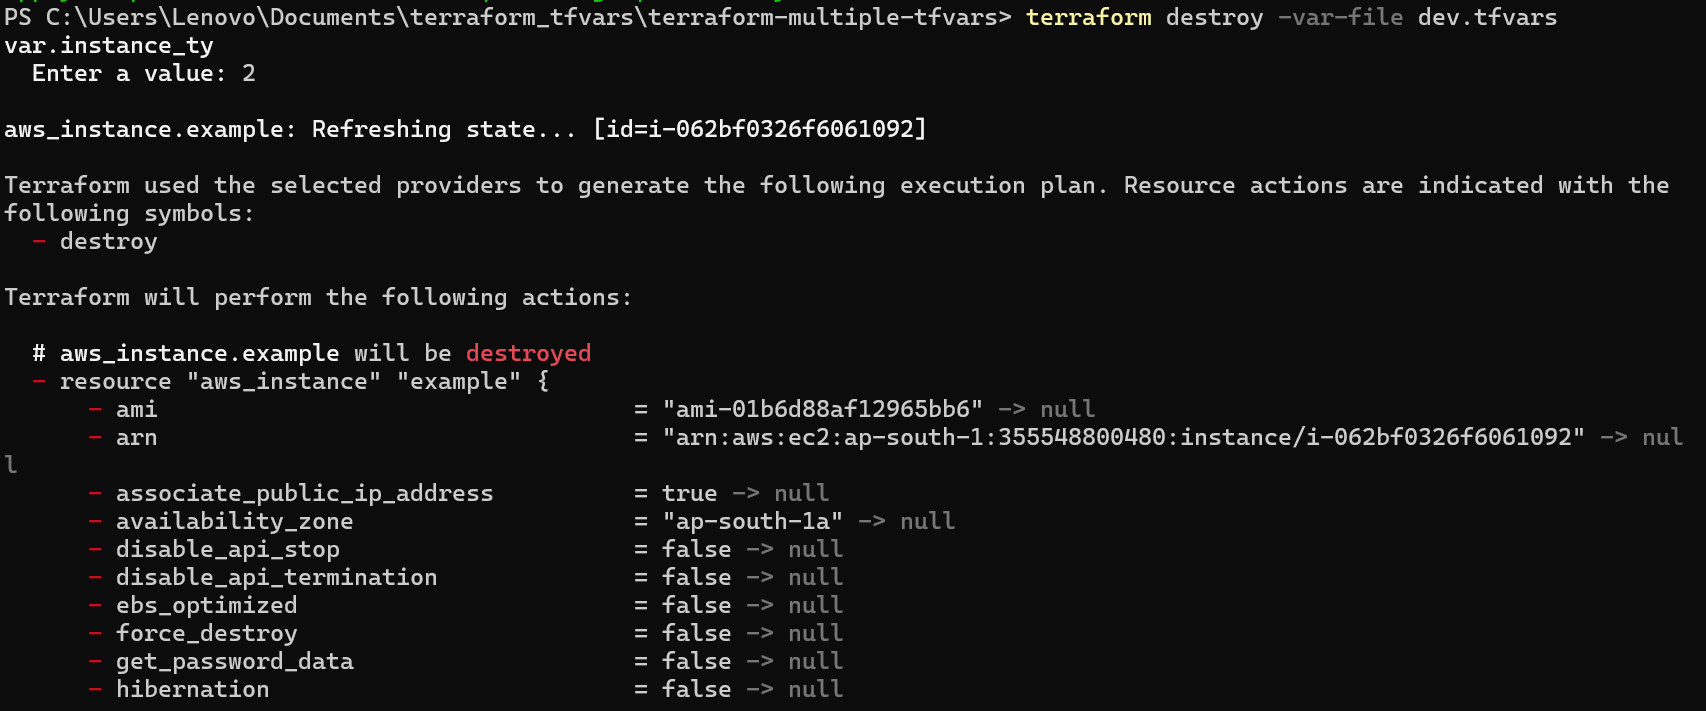 PS C:\Users\Lenovo\Documents\terraform_tfvars\terraform-multiple-tfvars> terraform destroy -var-file dev.tfvars
var.instance_ty
  Enter a value: 2

aws_instance.example: Refreshing state... [id=i-062bf0326f6061092]

Terraform used the selected providers to generate the following execution plan. Resource actions are indicated with the
following symbols:
  - destroy

Terraform will perform the following actions:

  # aws_instance.example will be destroyed
  - resource "aws_instance" "example" {
      - ami                                  = "ami-01b6d88af12965bb6" -> null
      - arn                                  = "arn:aws:ec2:ap-south-1:355548800480:instance/i-062bf0326f6061092" -> nul
l
      - associate_public_ip_address          = true -> null
      - availability_zone                    = "ap-south-1a" -> null
      - disable_api_stop                     = false -> null
      - disable_api_termination              = false -> null
      - ebs_optimized                        = false -> null
      - force_destroy                        = false -> null
      - get_password_data                    = false -> null
      - hibernation                          = false -> null